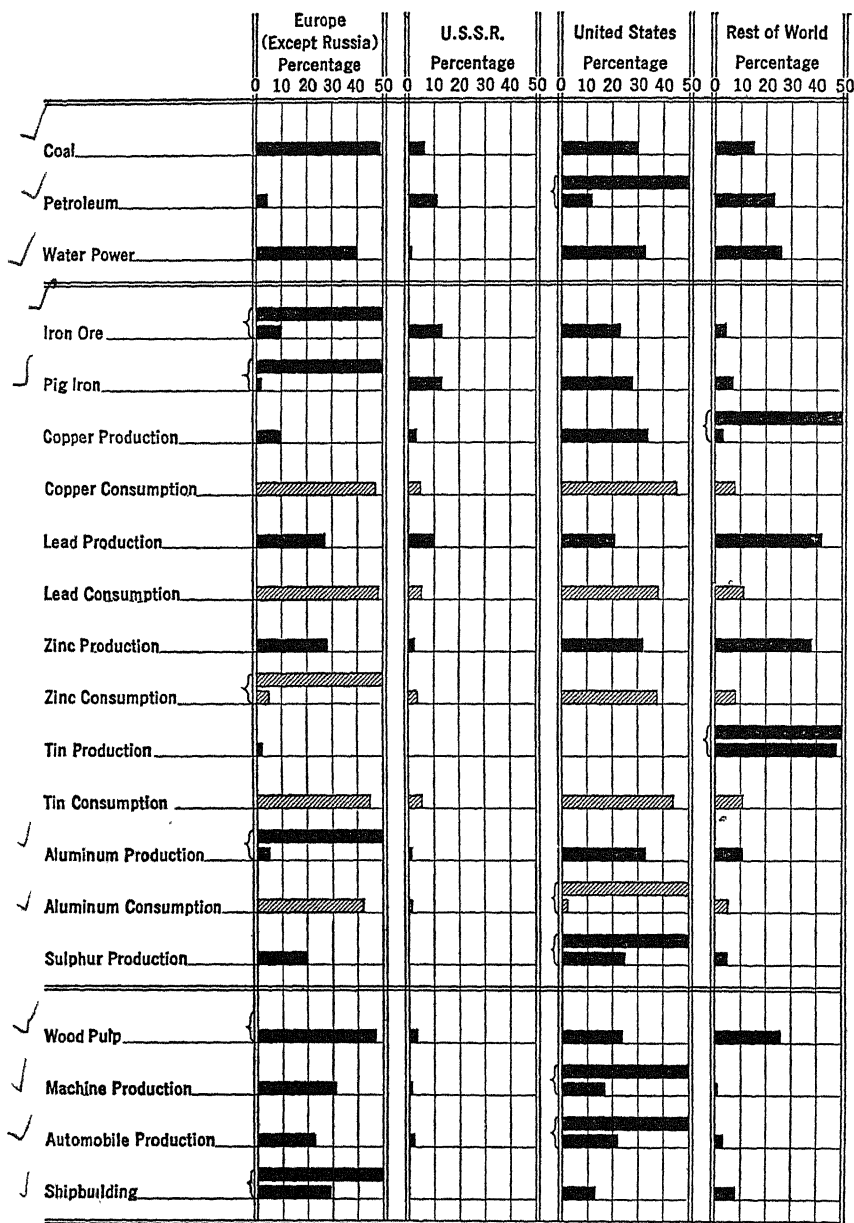 Europe
(Except Russia)
Percentage
U.S.S.R.
Percentage
United States
Percentage
Rest of World
Percentage
0 10 20 30 40 50 0 10 20 30 40 50 0 10 20 30 40 50 0 10 20 30 40 50
Coal
Petroleum
Water Power
Iron Ore
Pig Iron
Copper Production
Copper Consumption
Lead Production
Lead Consumption
Zinc Production
Zinc Consumption
Tin Production
Tin Consumption
Aluminum Production
Aluminum Consumption
Sulphur Production
Wood Pulp
Machine Production
Automobile Production
Shipbuilding